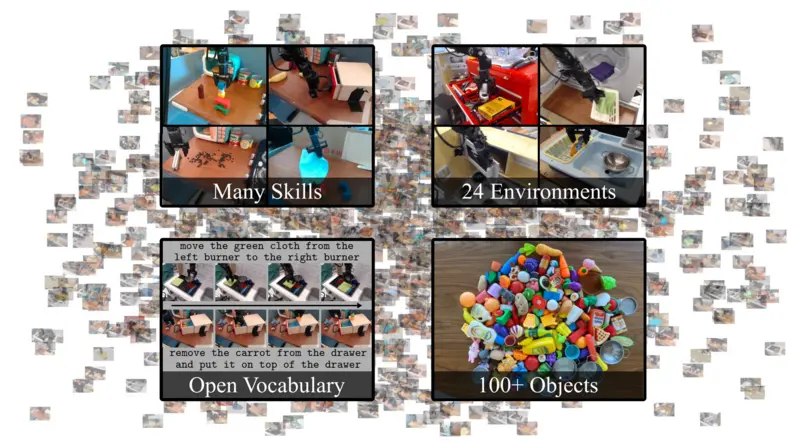 Many Skills
24 Environments
move the green cloth from the
left burner to the right burner
remove the carrot from the drawer
and put it on top of the drawer
Open Vocabulary
100+ Objects